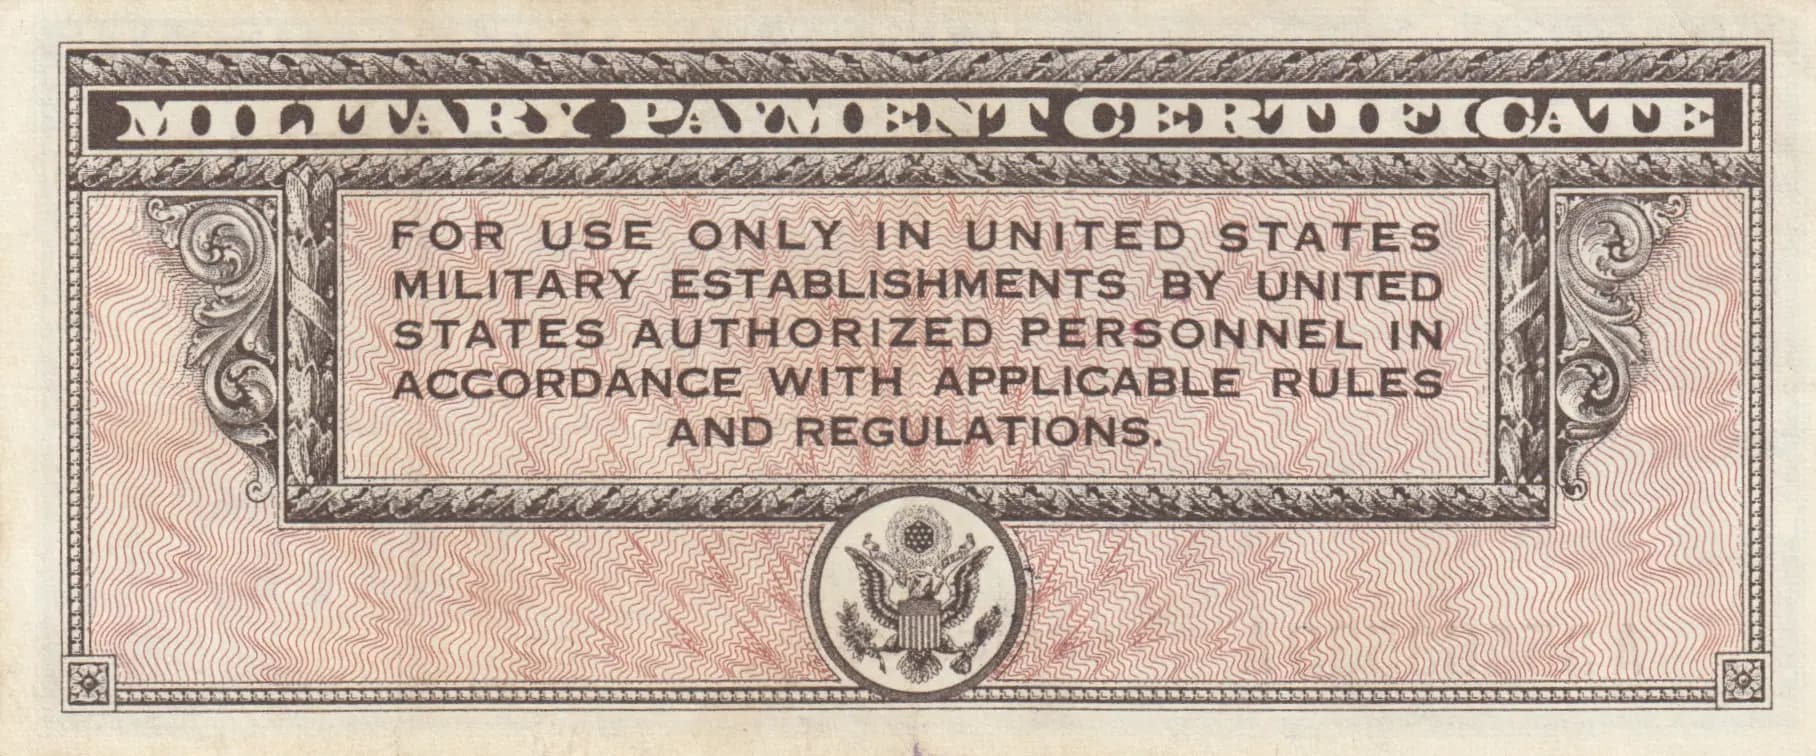 MILITARY PAYMENT CERTIFICATE
FOR USE ONLY IN UNITED STATES
MILITARY ESTABLISHMENTS BY UNITED
STATES AUTHORIZED PERSONNEL IN
ACCORDANCE WITH APPLICABLE RULES
AND REGULATIONS.